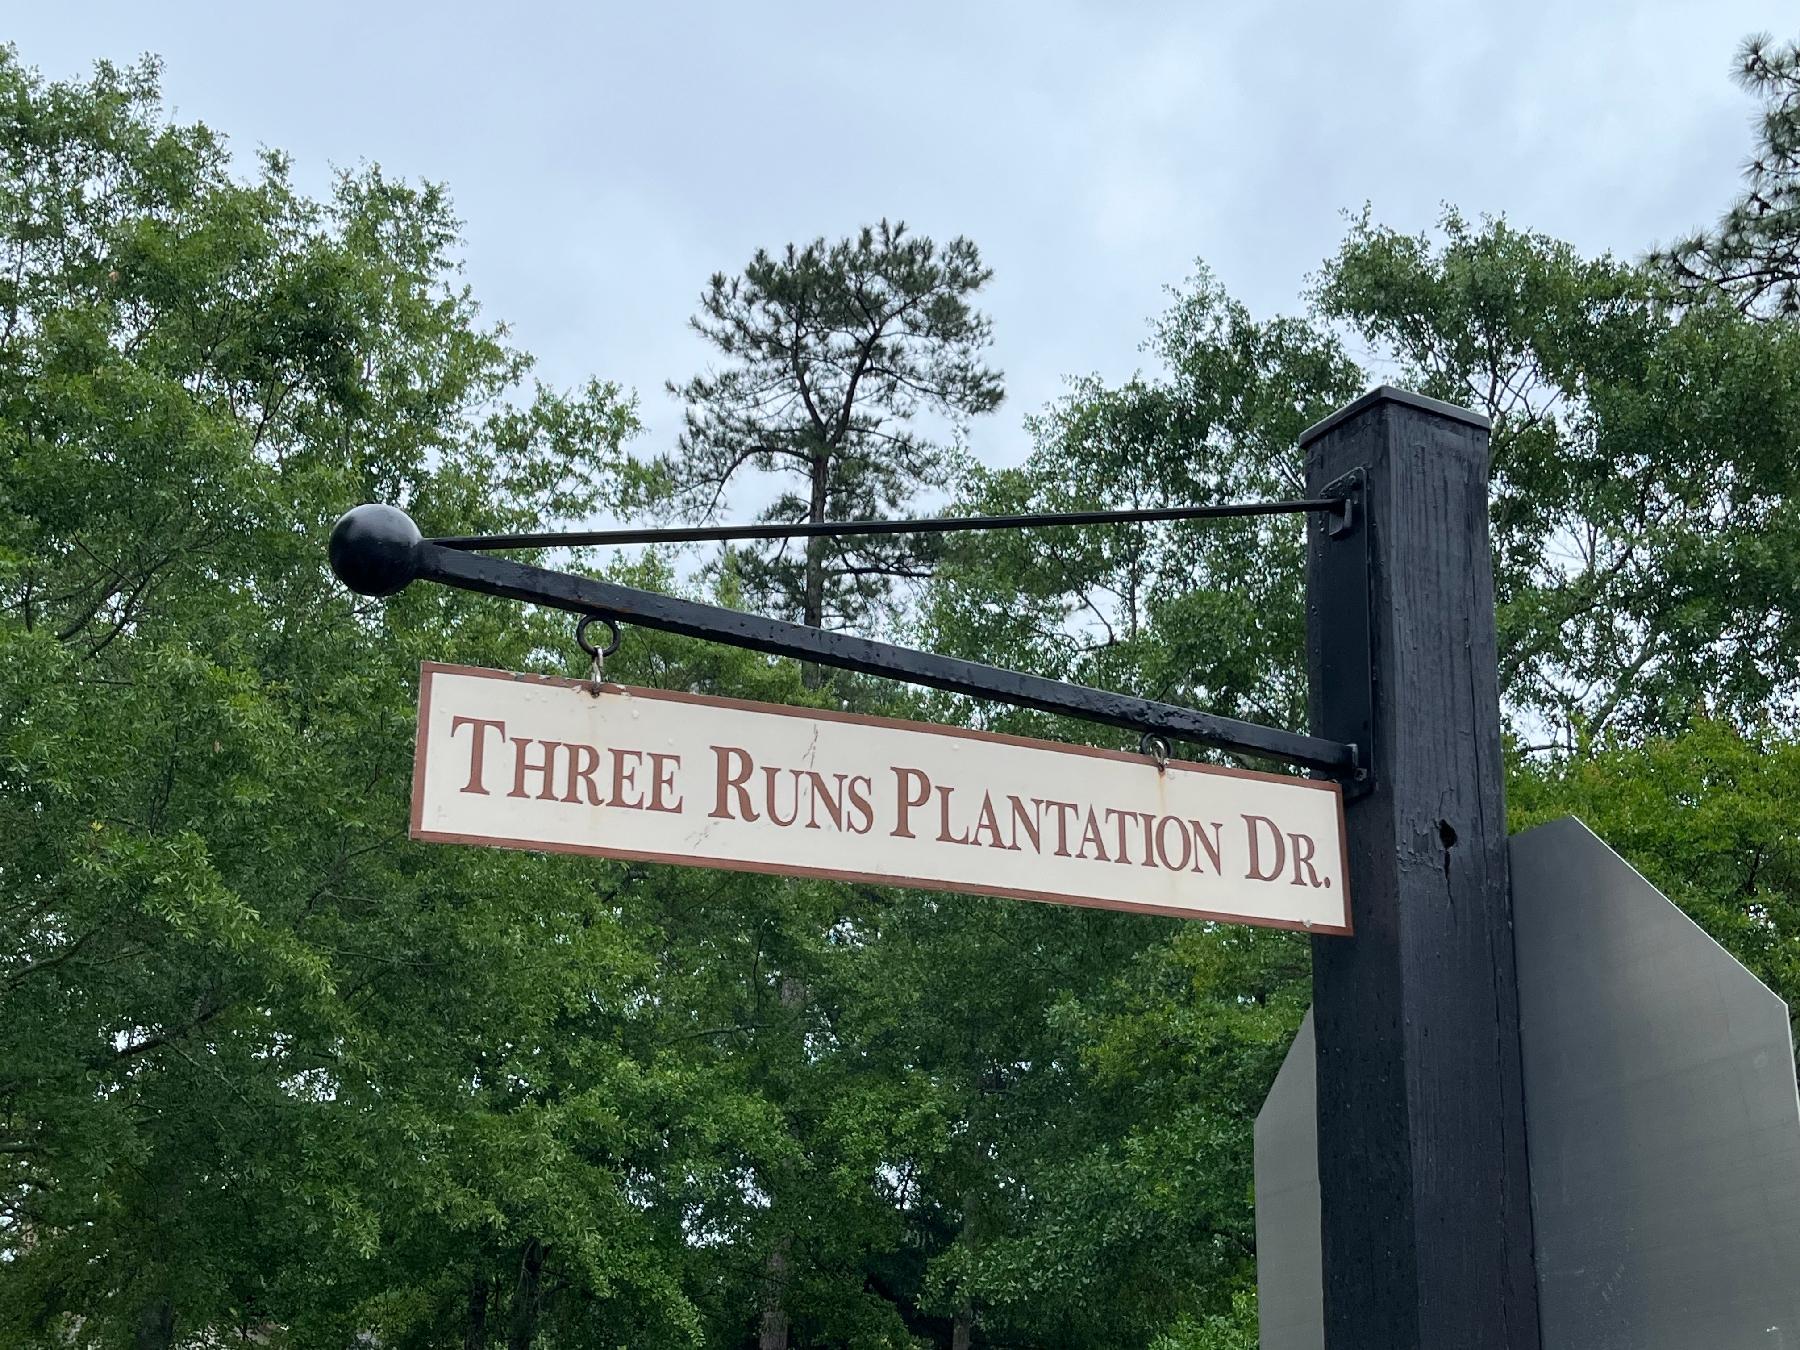 THREE RUNS PLANTATION DR.